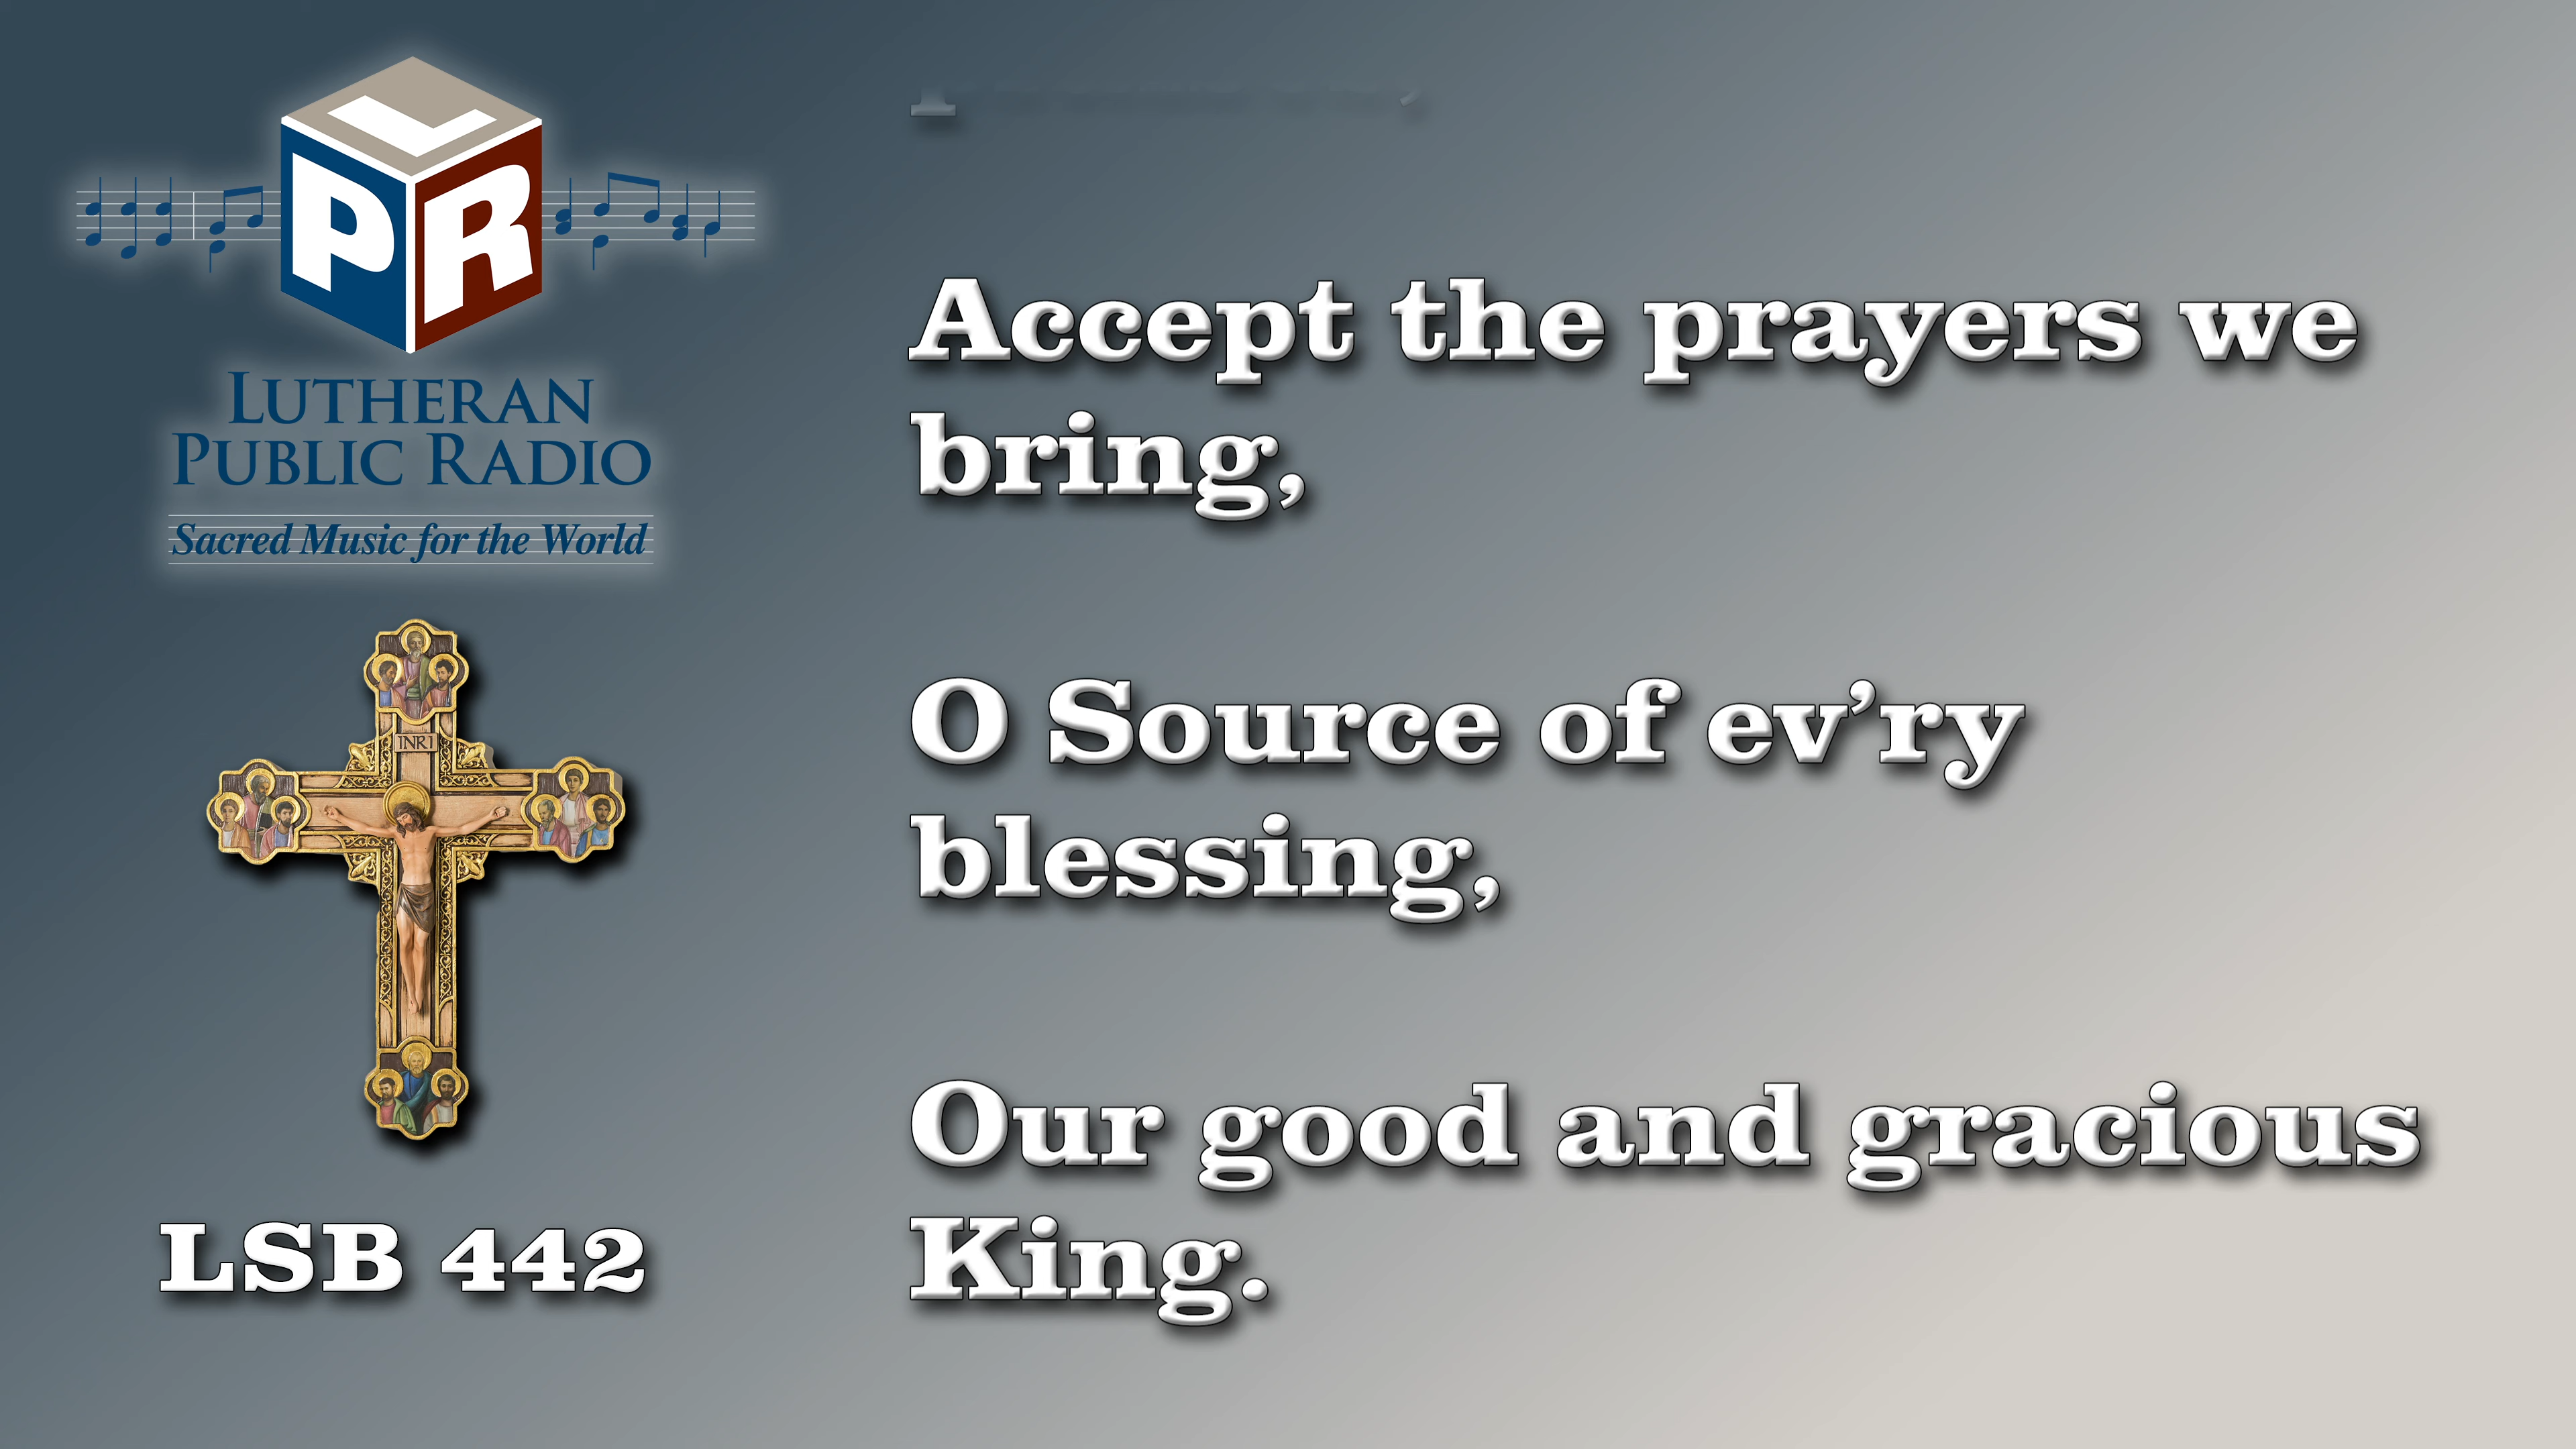 L
P R
LUTHERAN
PUBLIC RADIO
Sacred Music for the World
INRI
LSB 442
Accept the prayers we
bring,
O Source of ev’ry
blessing,
Our good and gracious
King.